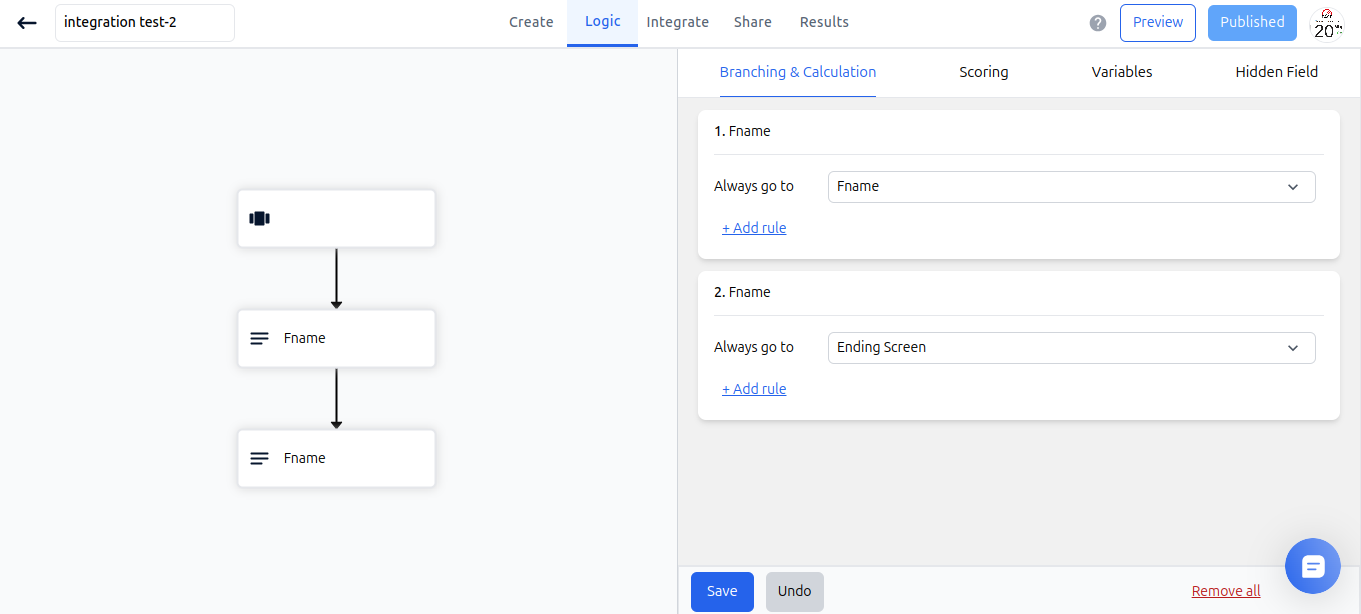 integration test-2
Create
Logic
Integrate
Share
Results
Preview
Published
20
Branching & Calculation
Scoring
Variables
Hidden Field
1. Fname
Always go to
Fname
+ Add rule
2. Fname
Always go to
Ending Screen
+ Add rule
Fname
Fname
Save
Undo
Remove all